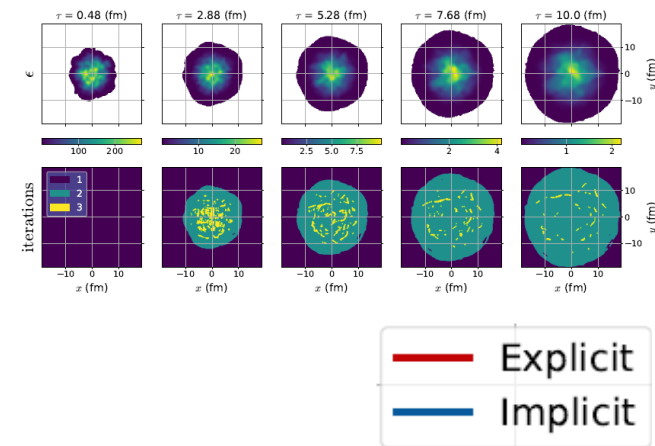 τ = 0.48 (fm) τ = 2.88 (fm) τ = 5.28 (fm) τ = 7.68 (fm) τ = 10.0 (fm)
ϵ
10
0
−10
y (fm)
100 200 10 20 2.5 5.0 7.5 2 4 1 2
iterations
1
2
3
10
0
−10
y (fm)
−10 0 10 −10 0 10 −10 0 10 −10 0 10 −10 0 10
x (fm) x (fm) x (fm) x (fm) x (fm)
Explicit
Implicit